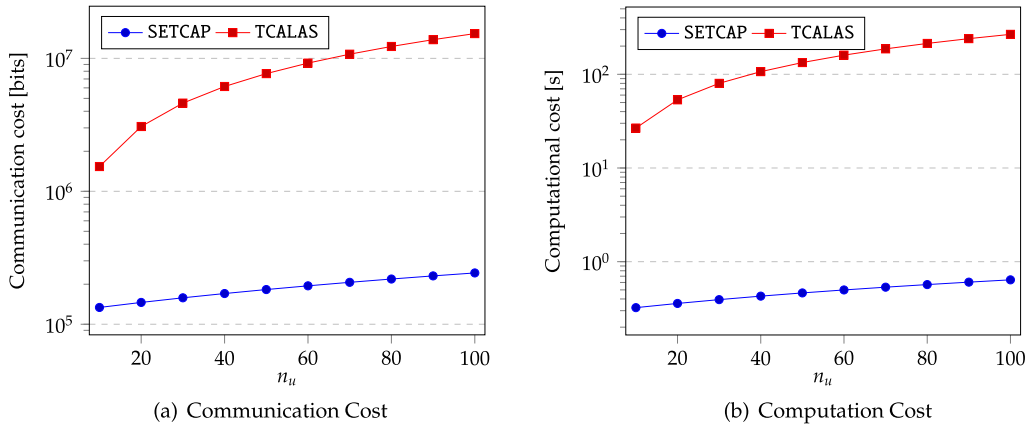 SETCAP TCALAS
Communication cost [bits]
10^7
10^6
10^5
20 40 60 80 100
n_u
(a) Communication Cost
SETCAP TCALAS
Computational cost [s]
10^2
10^1
10^0
20 40 60 80 100
n_u
(b) Computation Cost